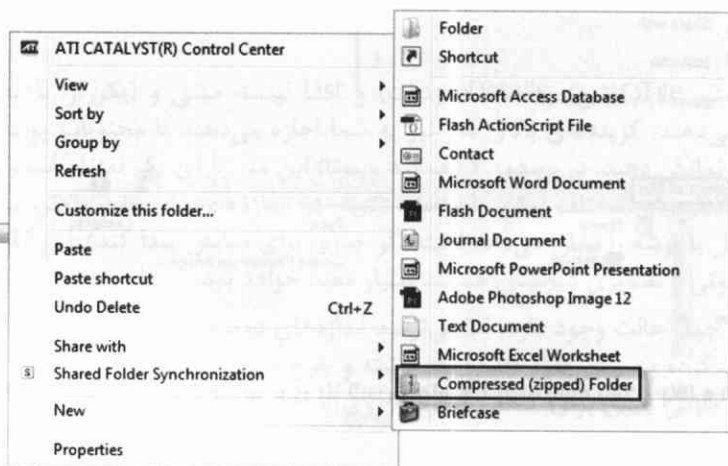 ATI CATALYST(R) Control Center
View
Sort by
Group by
Refresh
Customize this folder...
Paste
Paste shortcut
Undo Delete Ctrl+Z
Share with
Shared Folder Synchronization
New
Properties
Folder
Shortcut
Microsoft Access Database
Flash ActionScript File
Contact
Microsoft Word Document
Flash Document
Journal Document
Microsoft PowerPoint Presentation
Adobe Photoshop Image 12
Text Document
Microsoft Excel Worksheet
Compressed (zipped) Folder
Briefcase